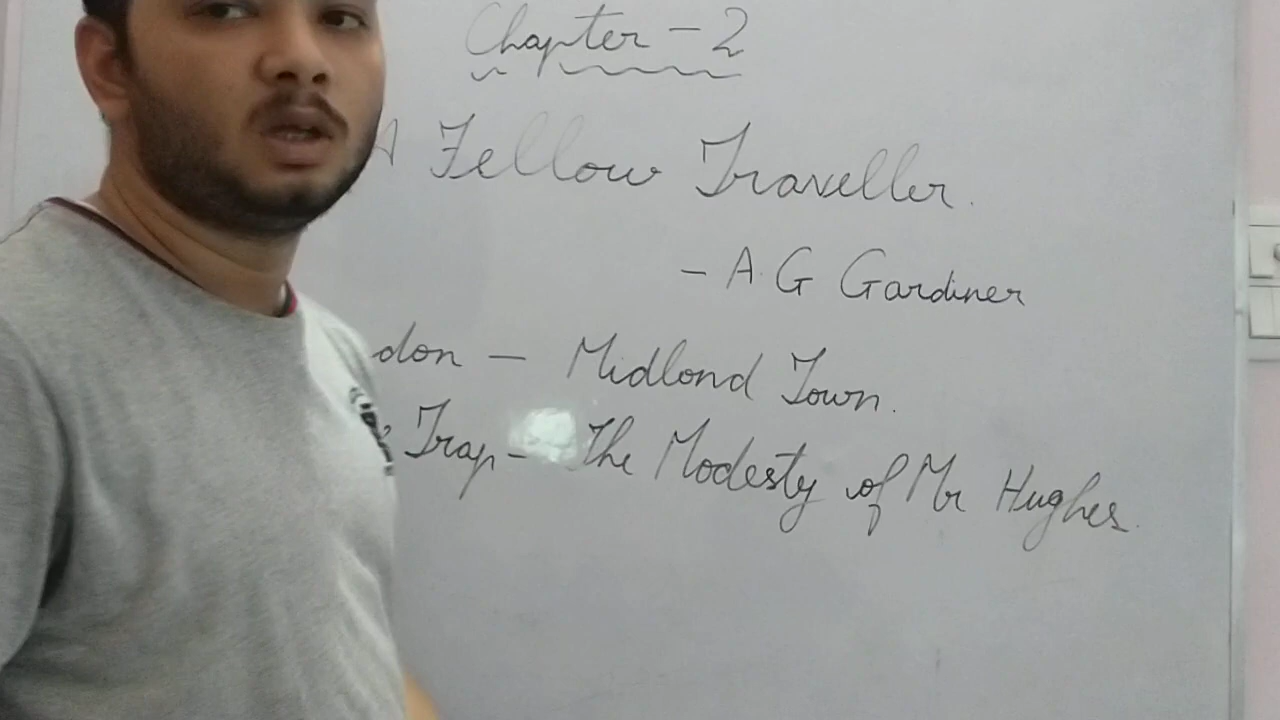 Chapter - 2
A Fellow Traveller.
- A. G Gardiner
don - Midlond Town.
Trap - The Modesty of Mr Hughes.